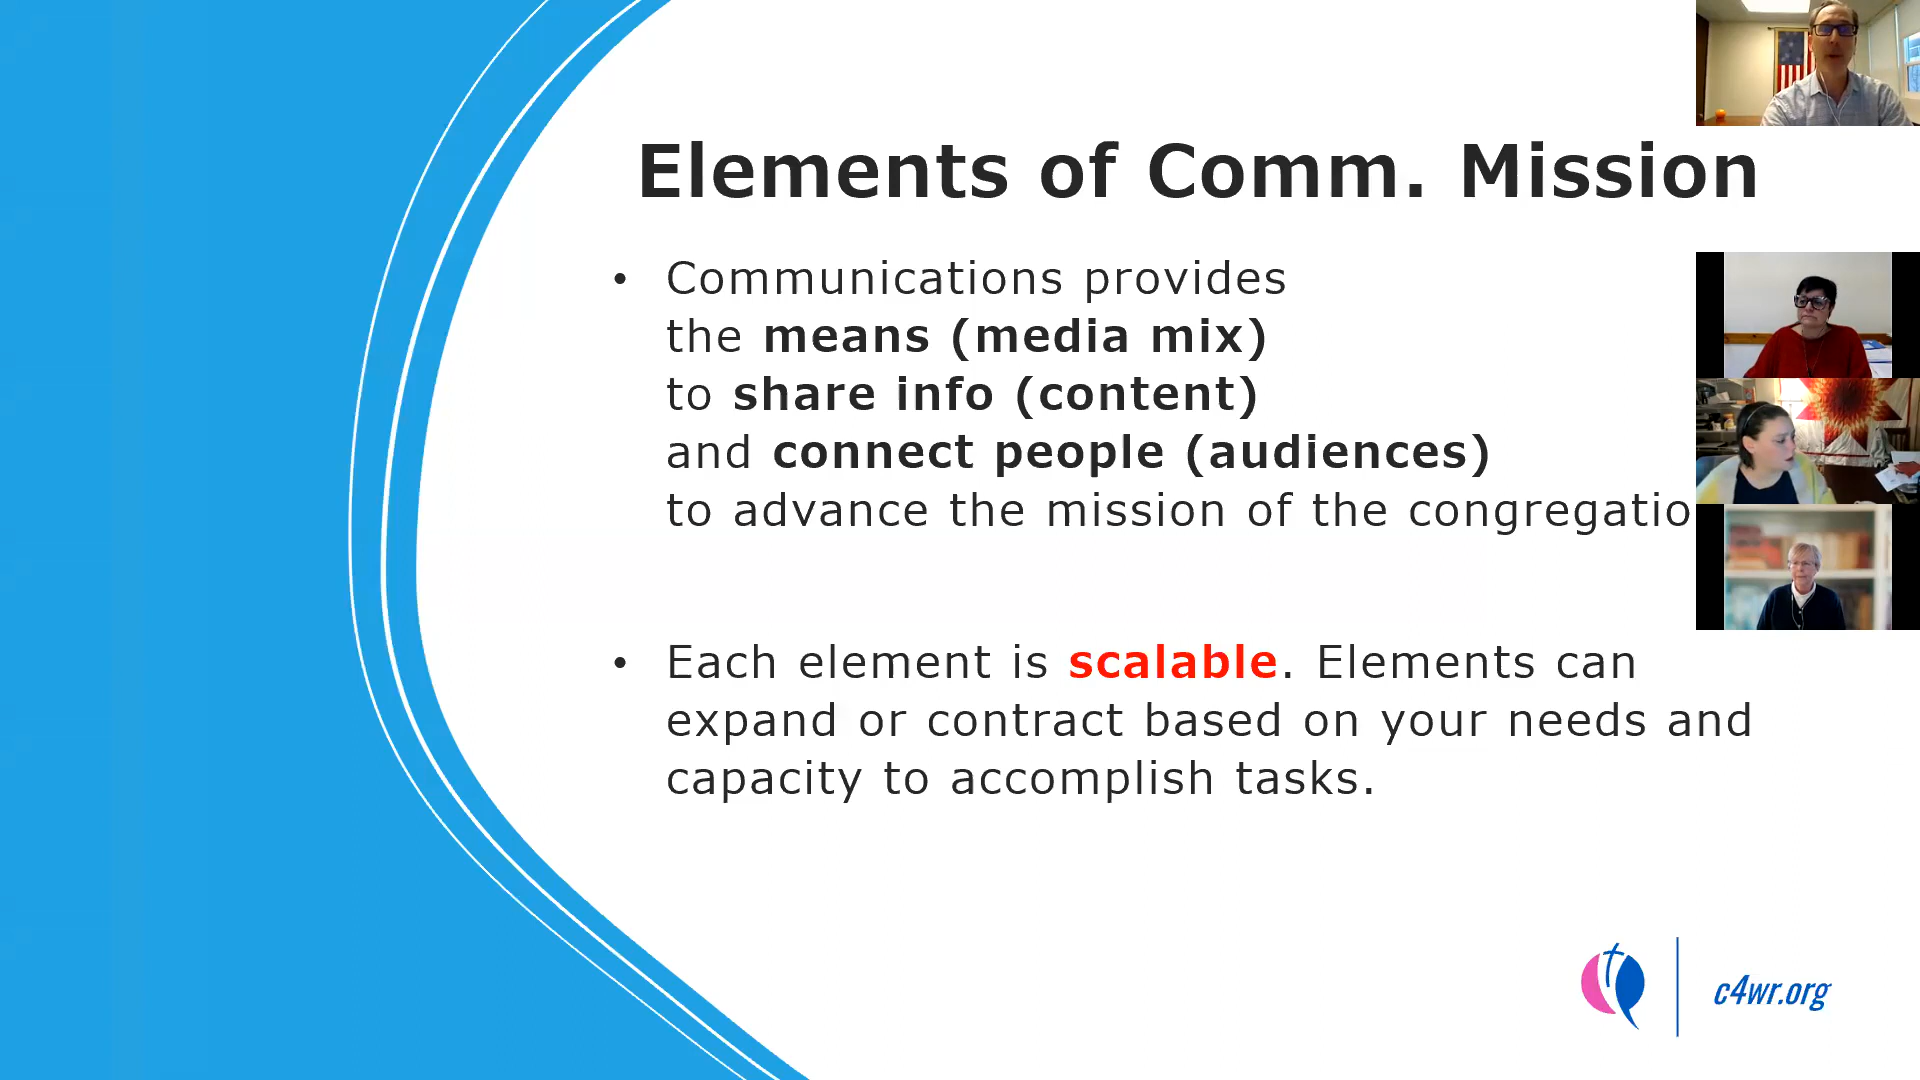 Elements of Comm. Mission
• Communications provides
the means (media mix)
to share info (content)
and connect people (audiences)
to advance the mission of the congregatio
• Each element is scalable. Elements can
expand or contract based on your needs and
capacity to accomplish tasks.
c4wr.org